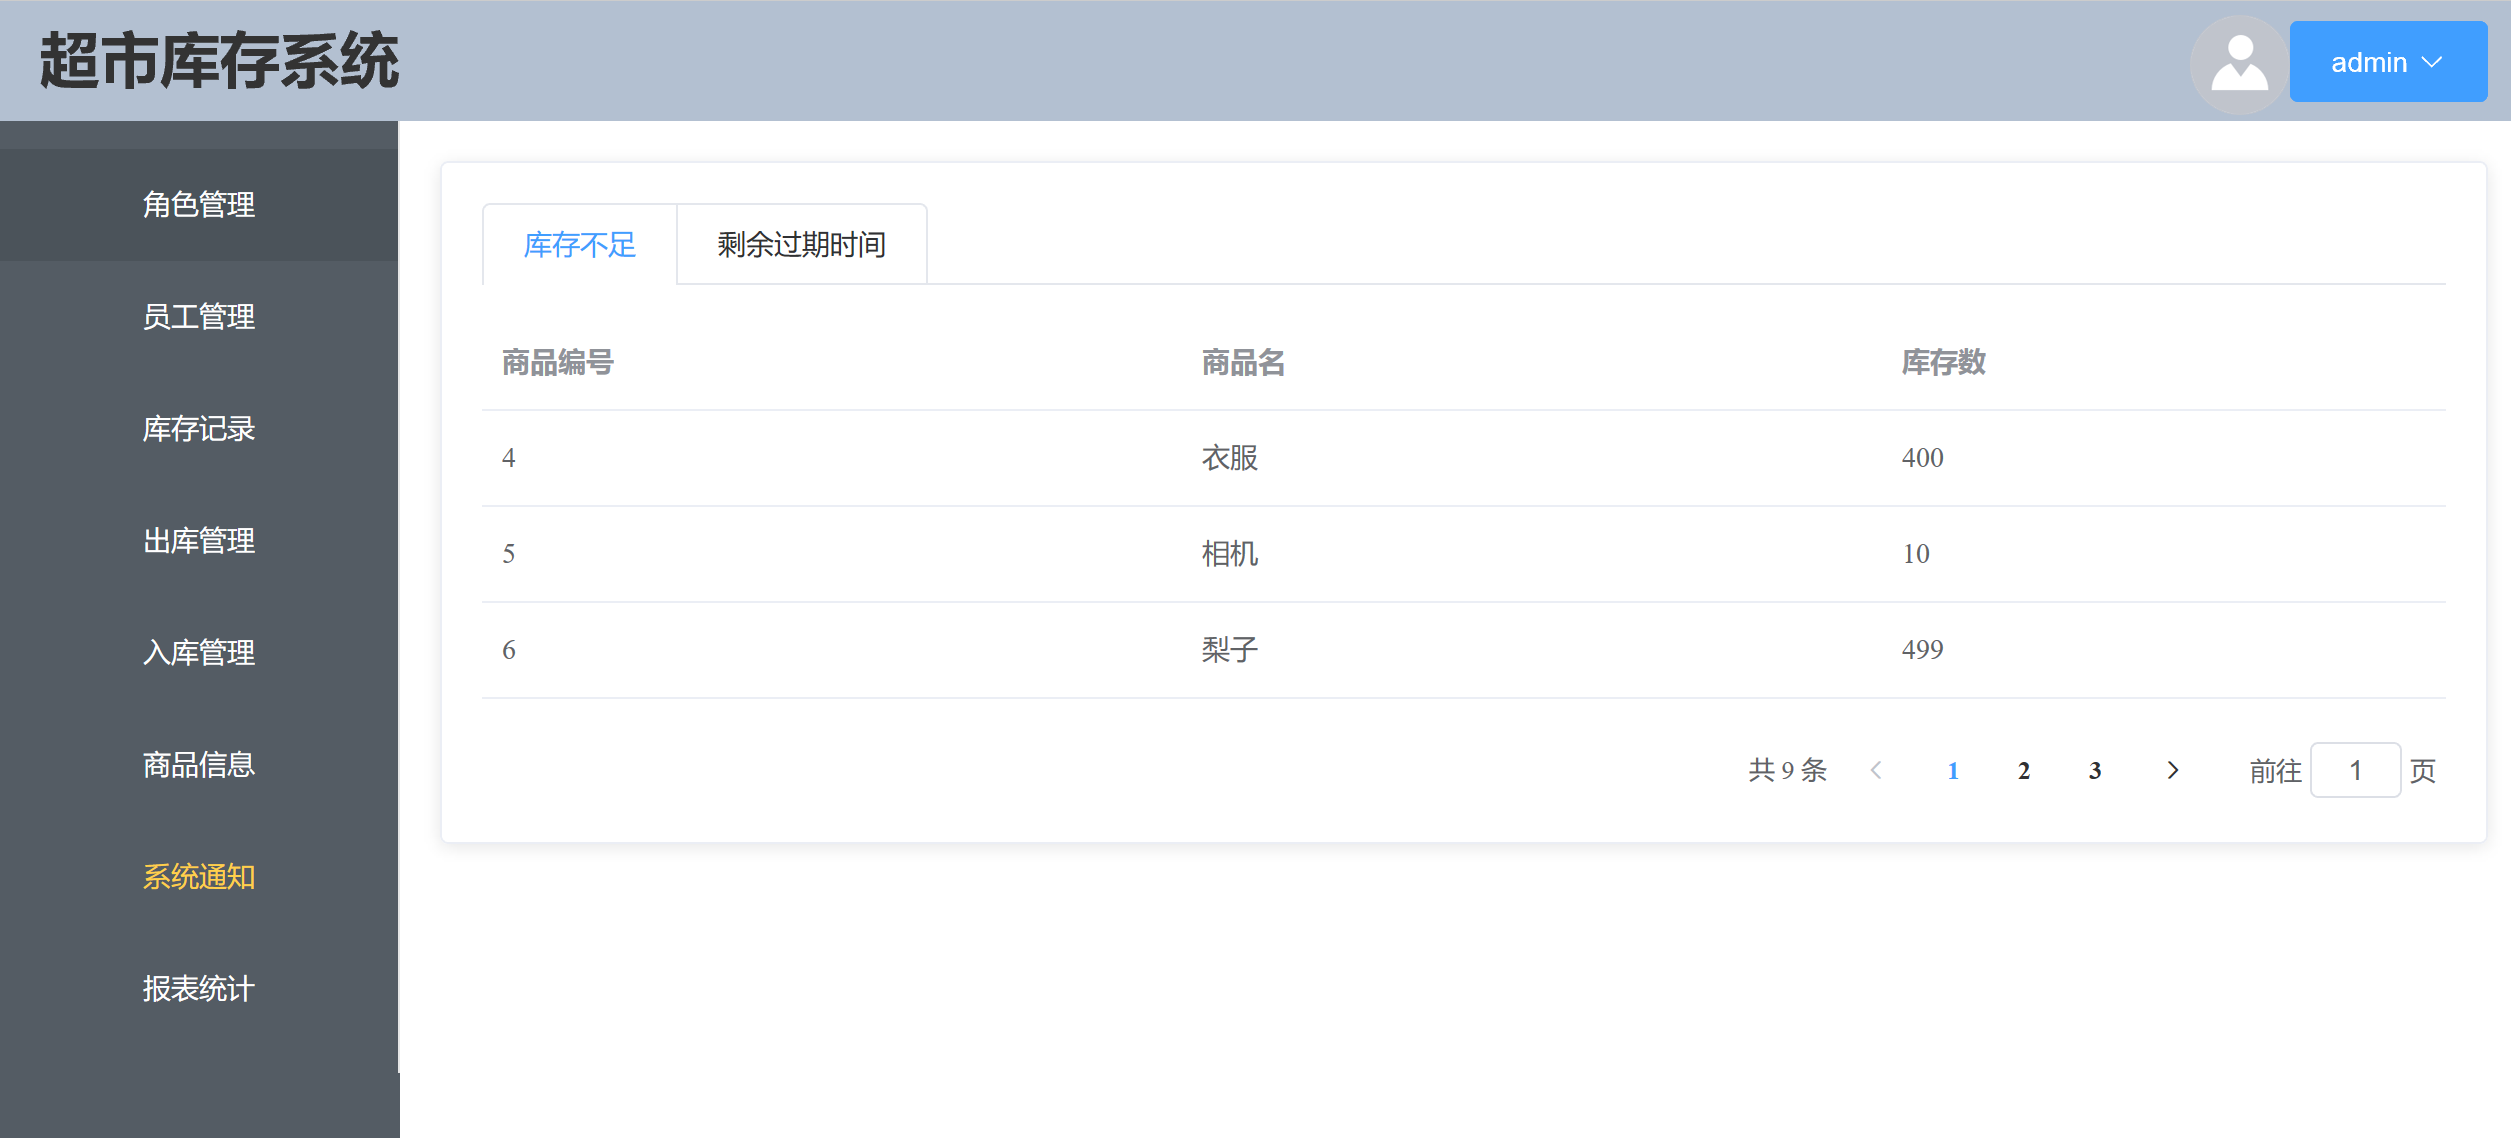 超市库存系统
admin
角色管理
员工管理
库存记录
出库管理
入库管理
商品信息
系统通知
报表统计
库存不足 剩余过期时间
商品编号 商品名 库存数
4 衣服 400
5 相机 10
6 梨子 499
共 9 条 1 2 3 前往 1 页